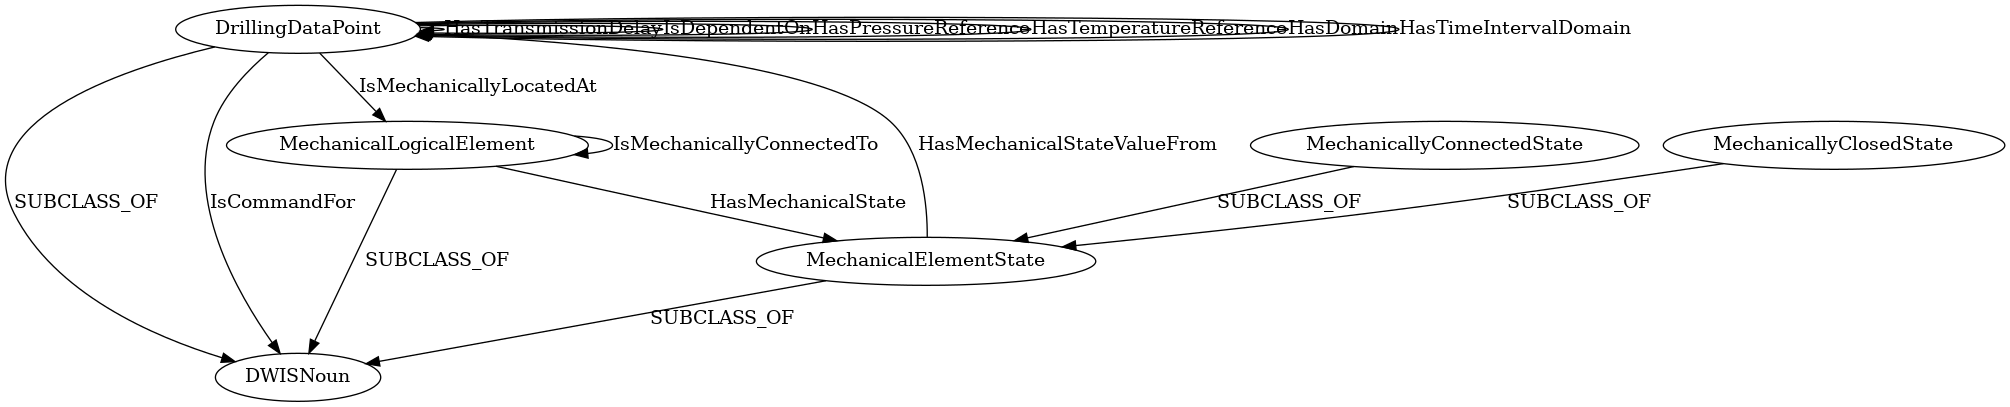 DrillingDataPoint
HasTransmissionDelay
IsDependentOn
HasPressureReference
HasTemperatureReference
HasDomain
HasTimeIntervalDomain
IsMechanicallyLocatedAt
MechanicalLogicalElement
IsMechanicallyConnectedTo
HasMechanicalStateValueFrom
MechanicallyConnectedState
MechanicallyClosedState
SUBCLASS_OF
IsCommandFor
HasMechanicalState
SUBCLASS_OF
SUBCLASS_OF
SUBCLASS_OF
MechanicalElementState
SUBCLASS_OF
DWISNoun